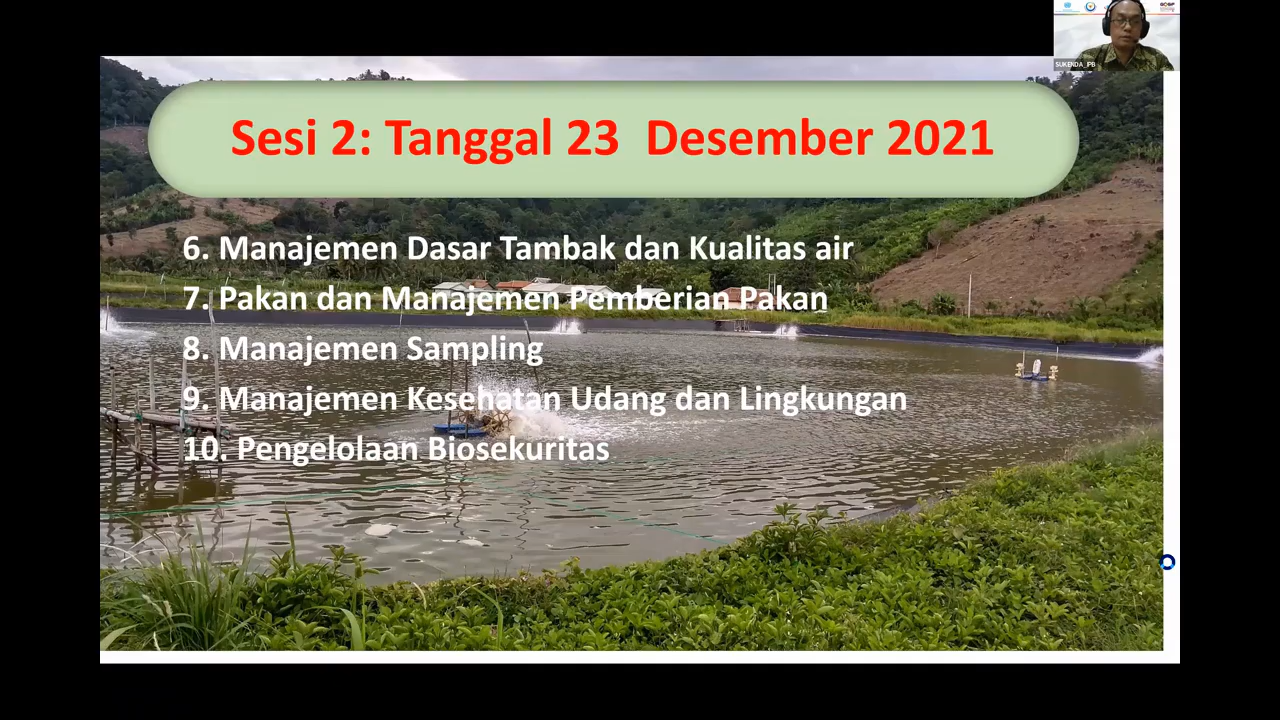 SUKENDA_IPB
Sesi 2: Tanggal 23 Desember 2021
6. Manajemen Dasar Tambak dan Kualitas air
7. Pakan dan Manajemen Pemberian Pakan
8. Manajemen Sampling
9. Manajemen Kesehatan Udang dan Lingkungan
10. Pengelolaan Biosekuritas